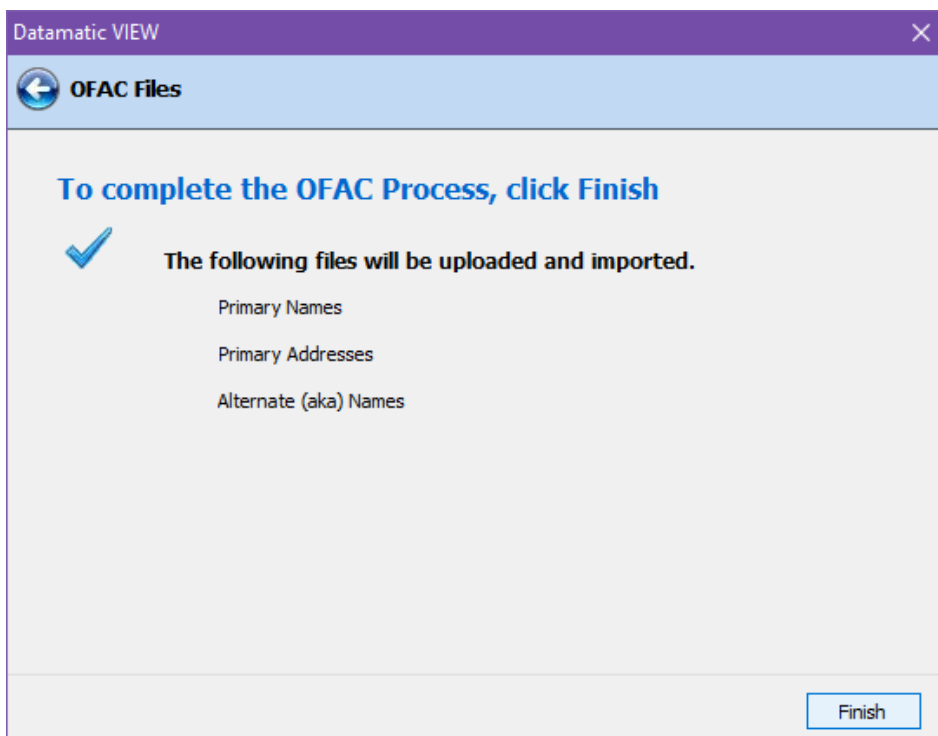 Datamatic VIEW
OFAC Files
To complete the OFAC Process, click Finish
The following files will be uploaded and imported.
Primary Names
Primary Addresses
Alternate (aka) Names
Finish